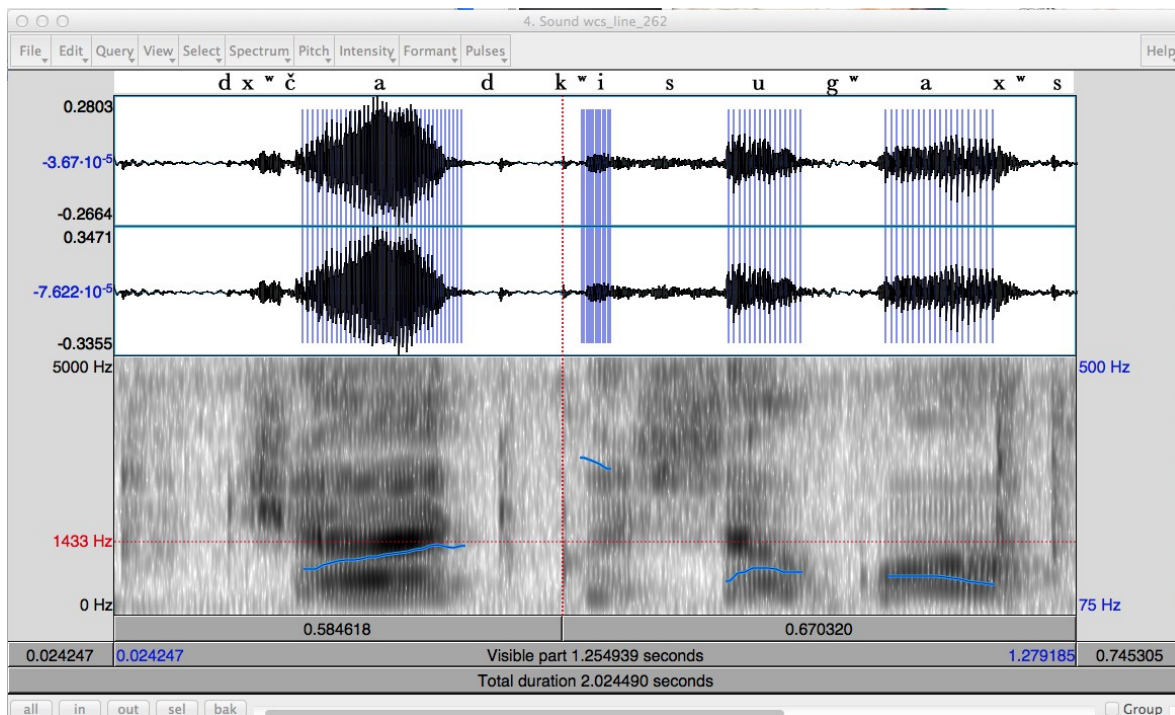 4. Sound wcs_line_262
File Edit Query View Select Spectrum Pitch Intensity Formant Pulses Help
d x ʷ č a d k ʷ i s u g ʷ a x ʷ s
0.2803
-3.67·10⁻⁵
-0.2664
0.3471
-7.622·10⁻⁵
-0.3355
5000 Hz 500 Hz
1433 Hz
0 Hz 75 Hz
0.584618 0.670320
0.024247 0.024247 Visible part 1.254939 seconds 1.279185 0.745305
Total duration 2.024490 seconds
all in out sel bak Group